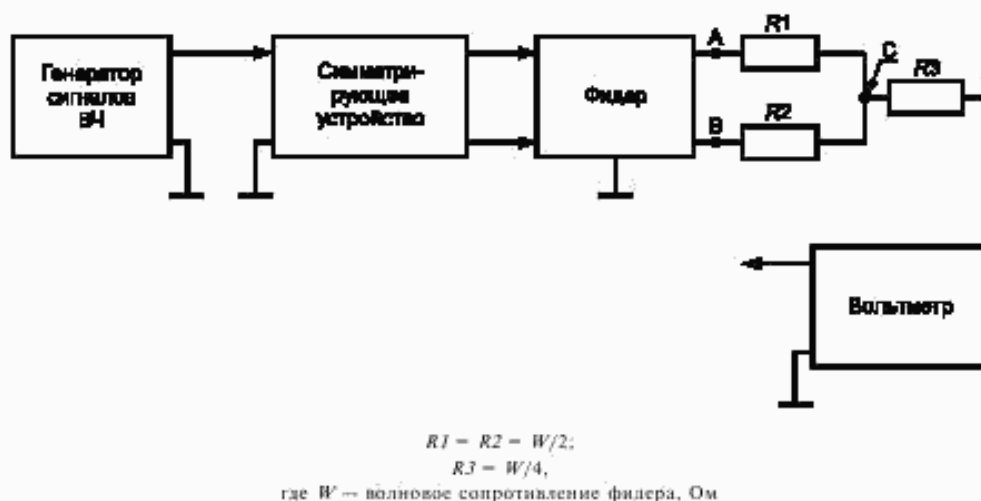 Генератор
сигналов
ВЧ
Симметри-
рующее
устройство
Фидер
A
B
R1
R2
C
R3
Вольтметр
R1 = R2 = W/2;
R3 = W/4,
где W — волновое сопротивление фидера, Ом